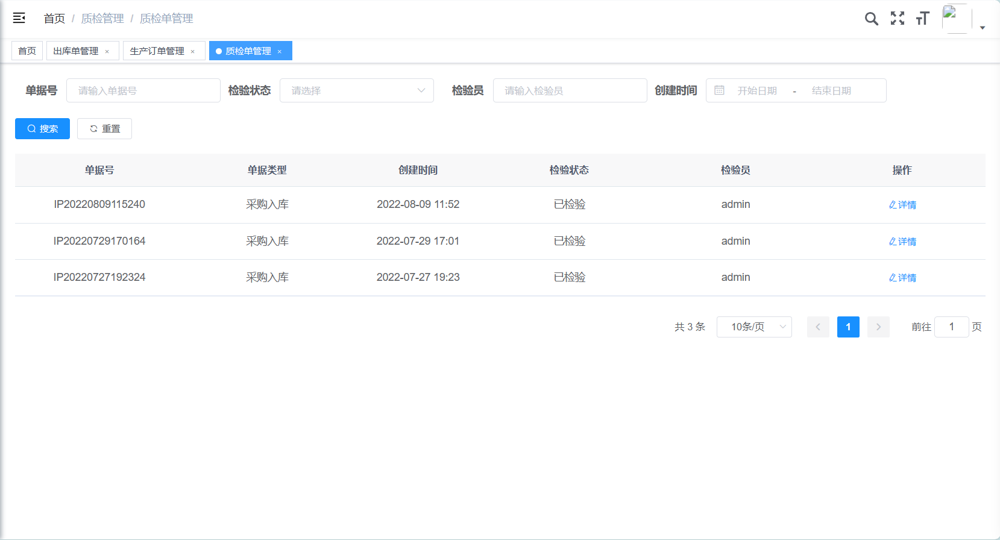 首页 / 质检管理 / 质检单管理
首页 出库单管理 × 生产订单管理 × 质检单管理 ×
单据号 请输入单据号 检验状态 请选择 检验员 请输入检验员 创建时间 开始日期 - 结束日期
搜索 重置
单据号 单据类型 创建时间 检验状态 检验员 操作
IP20220809115240 采购入库 2022-08-09 11:52 已检验 admin 详情
IP20220729170164 采购入库 2022-07-29 17:01 已检验 admin 详情
IP20220727192324 采购入库 2022-07-27 19:23 已检验 admin 详情
共 3 条 10条/页 1 前往 1 页